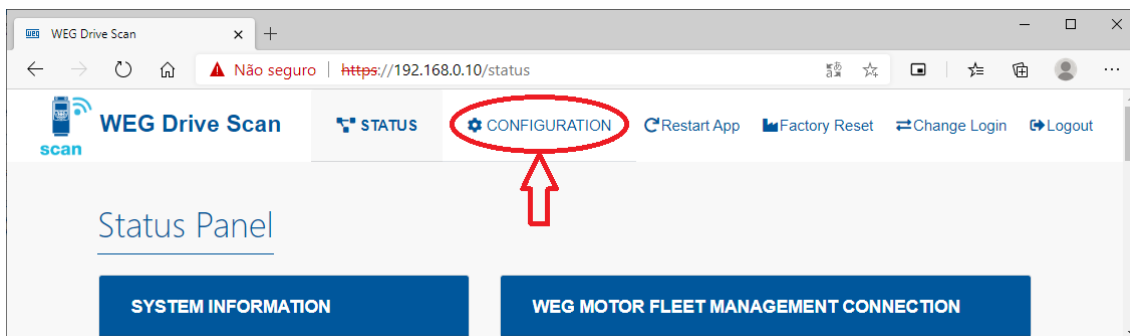 WEG Drive Scan
Não seguro https://192.168.0.10/status
scan WEG Drive Scan STATUS CONFIGURATION Restart App Factory Reset Change Login Logout
Status Panel
SYSTEM INFORMATION WEG MOTOR FLEET MANAGEMENT CONNECTION